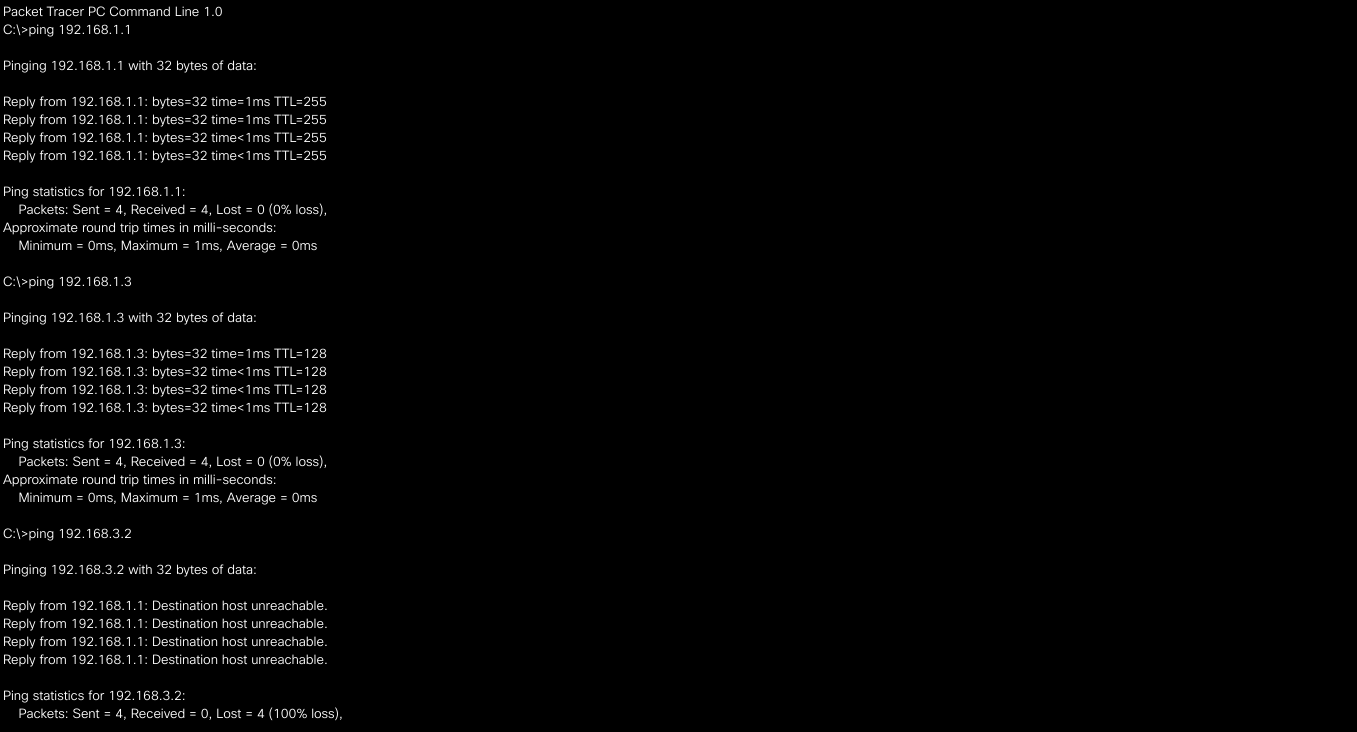 Packet Tracer PC Command Line 1.0
C:\>ping 192.168.1.1
Pinging 192.168.1.1 with 32 bytes of data:
Reply from 192.168.1.1: bytes=32 time=1ms TTL=255
Reply from 192.168.1.1: bytes=32 time=1ms TTL=255
Reply from 192.168.1.1: bytes=32 time<1ms TTL=255
Reply from 192.168.1.1: bytes=32 time<1ms TTL=255
Ping statistics for 192.168.1.1:
Packets: Sent = 4, Received = 4, Lost = 0 (0% loss),
Approximate round trip times in milli-seconds:
Minimum = 0ms, Maximum = 1ms, Average = 0ms
C:\>ping 192.168.1.3
Pinging 192.168.1.3 with 32 bytes of data:
Reply from 192.168.1.3: bytes=32 time=1ms TTL=128
Reply from 192.168.1.3: bytes=32 time<1ms TTL=128
Reply from 192.168.1.3: bytes=32 time<1ms TTL=128
Reply from 192.168.1.3: bytes=32 time<1ms TTL=128
Ping statistics for 192.168.1.3:
Packets: Sent = 4, Received = 4, Lost = 0 (0% loss),
Approximate round trip times in milli-seconds:
Minimum = 0ms, Maximum = 1ms, Average = 0ms
C:\>ping 192.168.3.2
Pinging 192.168.3.2 with 32 bytes of data:
Reply from 192.168.1.1: Destination host unreachable.
Reply from 192.168.1.1: Destination host unreachable.
Reply from 192.168.1.1: Destination host unreachable.
Reply from 192.168.1.1: Destination host unreachable.
Ping statistics for 192.168.3.2:
Packets: Sent = 4, Received = 0, Lost = 4 (100% loss),